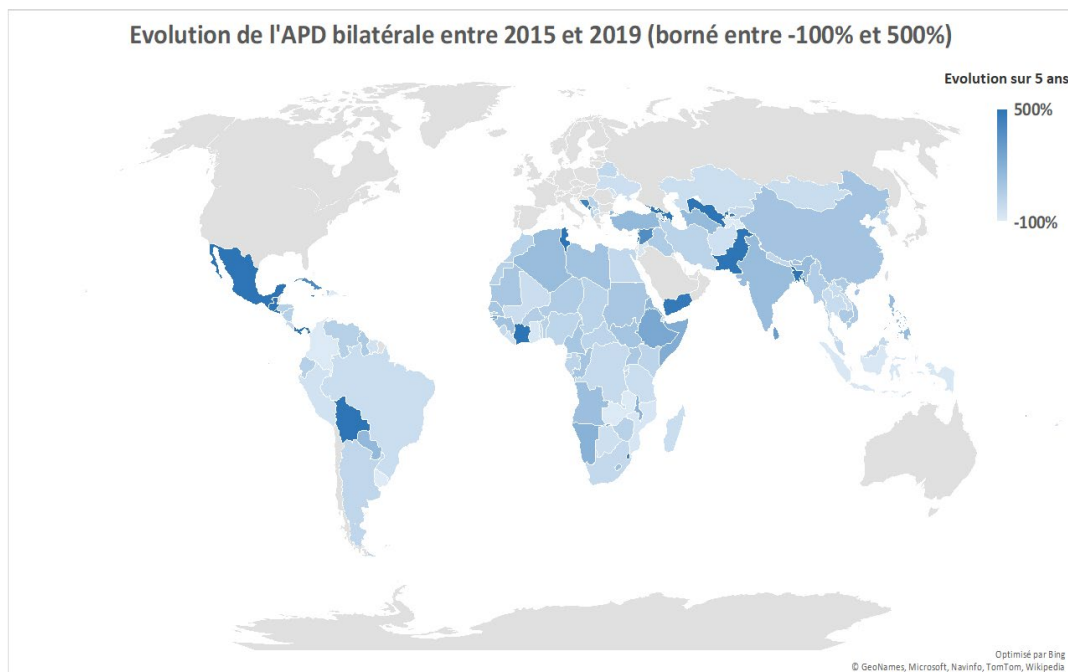 Evolution de l'APD bilatérale entre 2015 et 2019 (borné entre -100% et 500%)
Evolution sur 5 ans
500%
-100%
Optimisé par Bing
© GeoNames, Microsoft, Navinfo, TomTom, Wikipedia